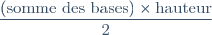 (somme des bases) × hauteur
2